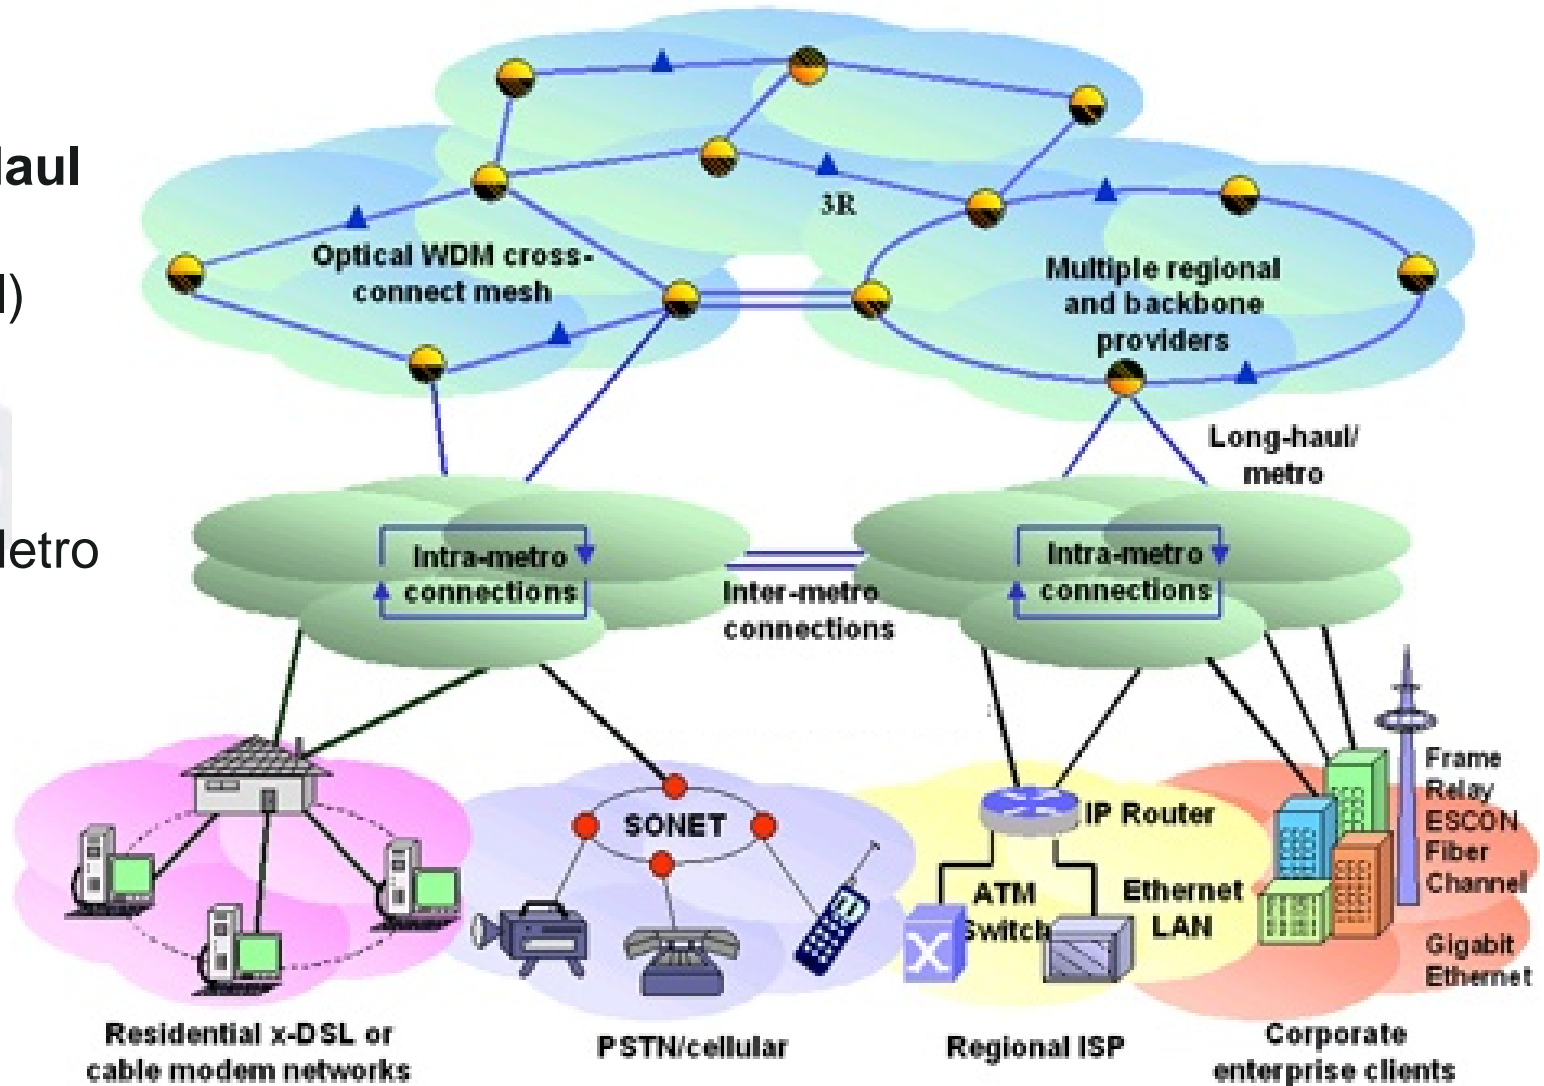 Haul
l)
Metro
Optical WDM cross-
connect mesh
3R
Multiple regional
and backbone
providers
Long-haul/
metro
Intra-metro
connections
Inter-metro
connections
Intra-metro
connections
SONET
IP Router
ATM
Switch
Ethernet
LAN
Frame
Relay
ESCON
Fiber
Channel
Gigabit
Ethernet
Residential x-DSL or
cable modem networks
PSTN/cellular
Regional ISP
Corporate
enterprise clients